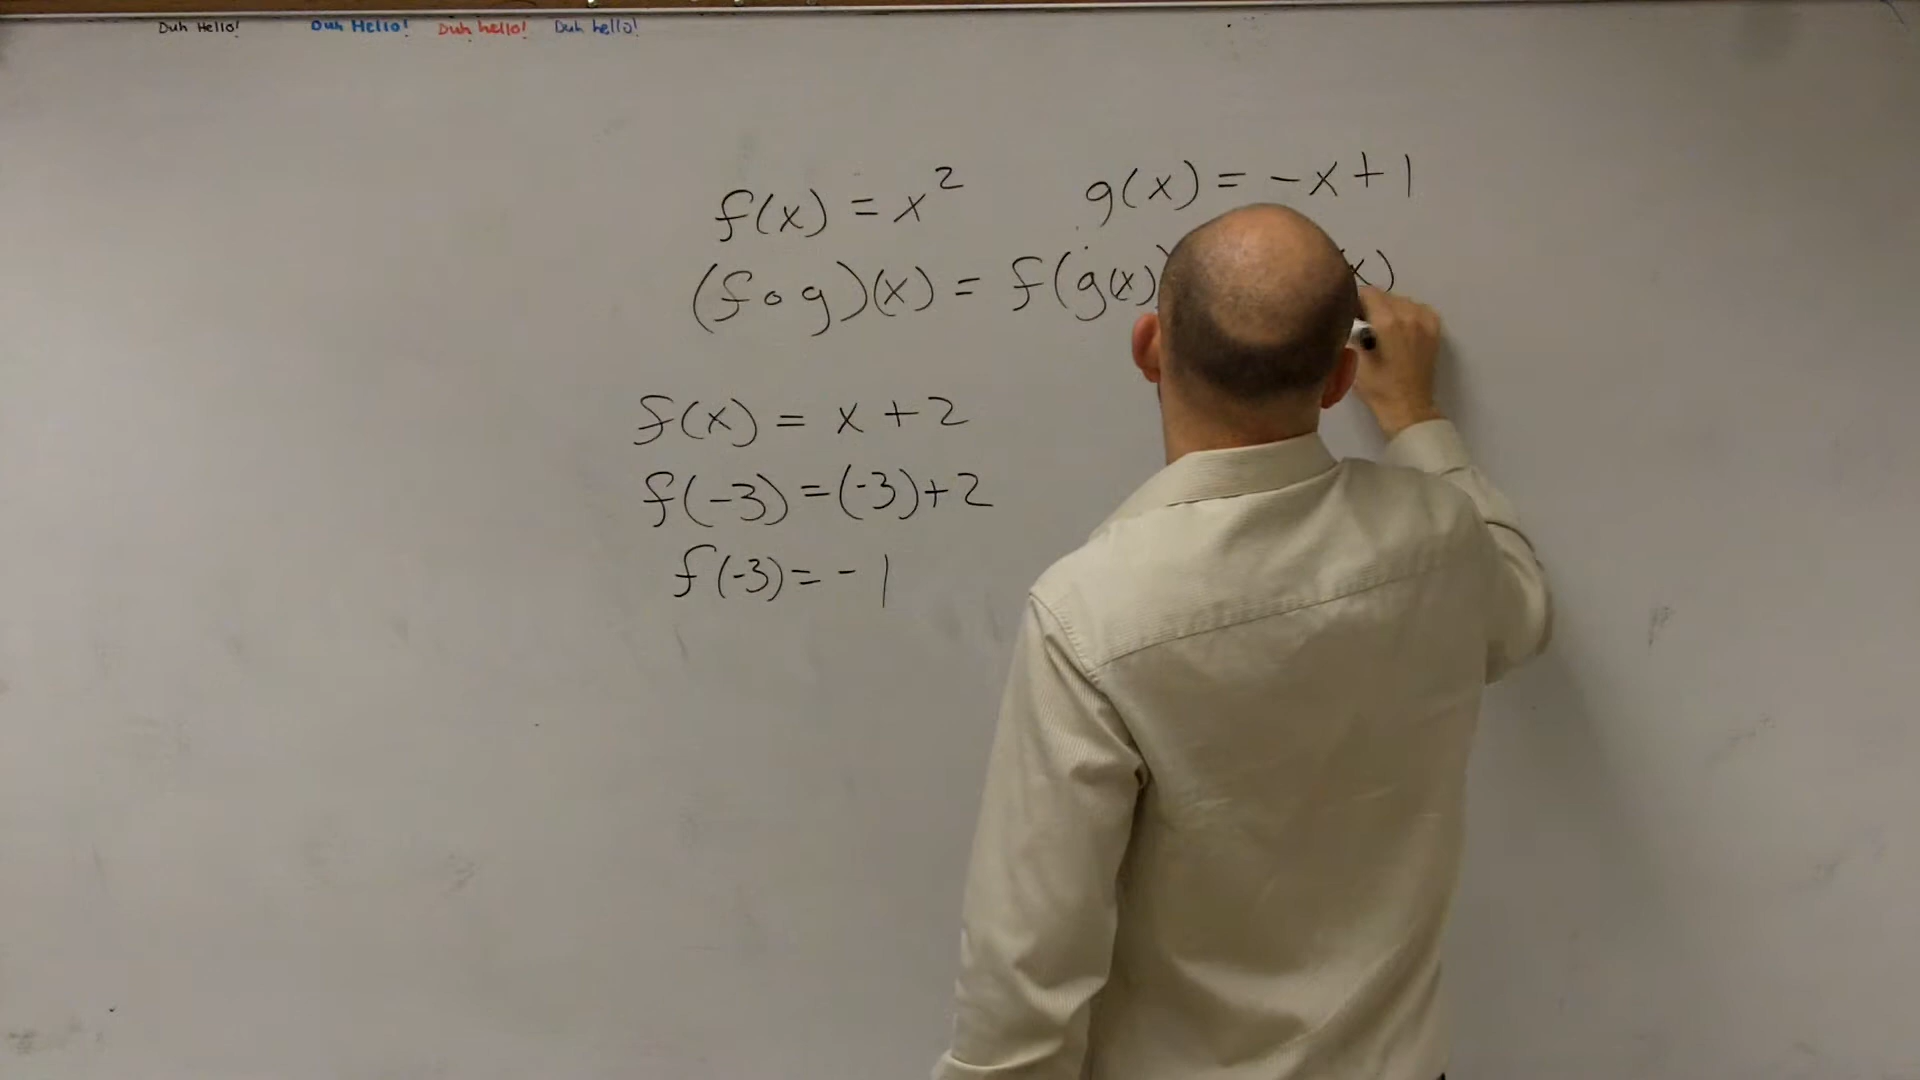 Duh Hello! Duh Hello! Duh hello! Duh hello!
f(x) = x² g(x) = -x+1
(f∘g)(x) = f(g(x) x)
f(x) = x + 2
f(-3) = (-3)+2
f(-3) = -1